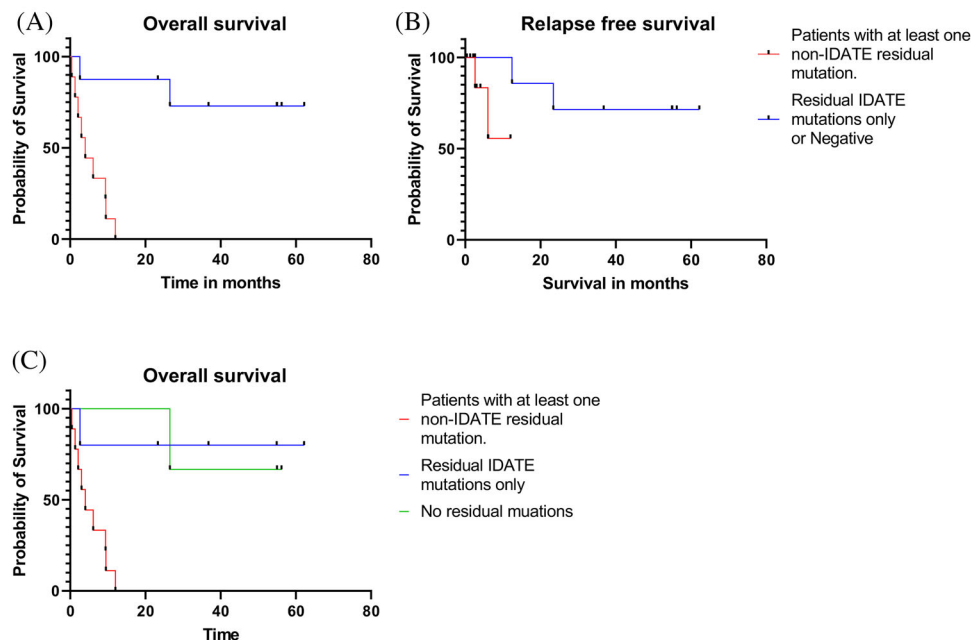 (A)
Overall survival
Probability of Survival
100
50
0
0 20 40 60 80
Time in months
(B)
Relapse free survival
Probability of Survival
100
50
0
0 20 40 60 80
Survival in months
Patients with at least one
non-IDATE residual
mutation.
Residual IDATE
mutations only
or Negative
(C)
Overall survival
Probability of Survival
100
50
0
0 20 40 60 80
Time
Patients with at least one
non-IDATE residual
mutation.
Residual IDATE
mutations only
No residual muations